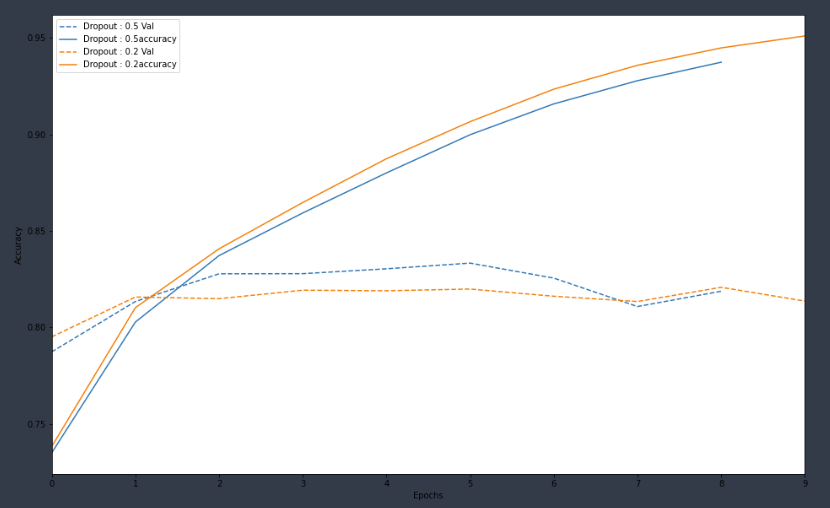 Dropout : 0.5 Val
Dropout : 0.5accuracy
Dropout : 0.2 Val
Dropout : 0.2accuracy
0.95
0.90
0.85
0.80
0.75
Accuracy
0 1 2 3 4 5 6 7 8 9
Epochs